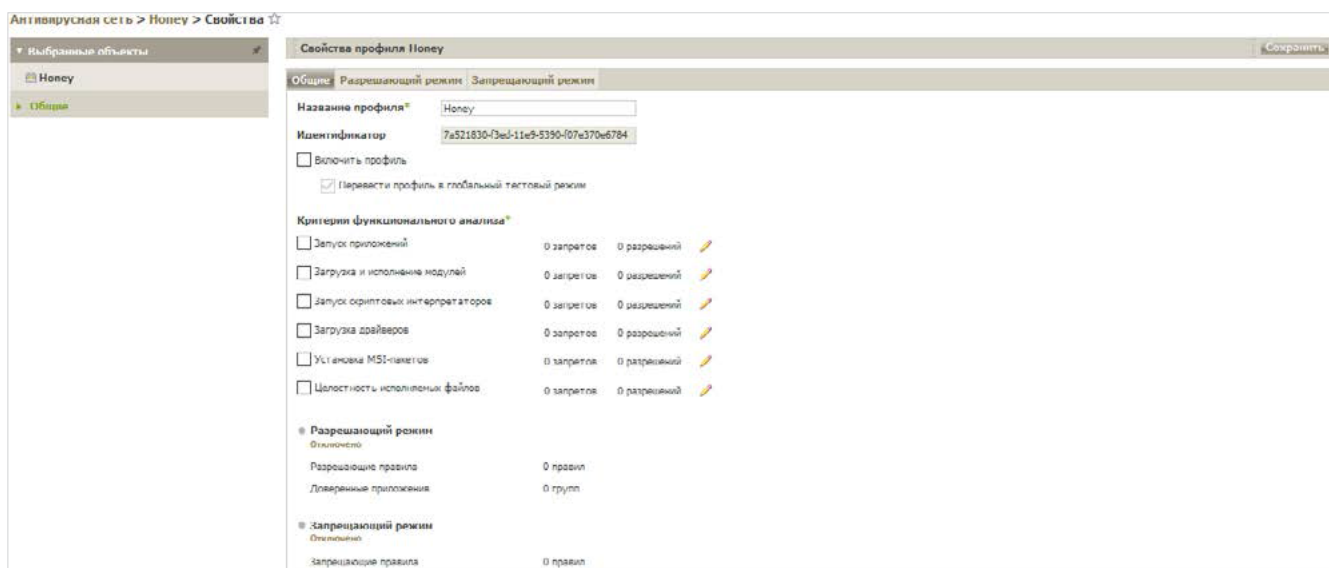 Антивирусная сеть > Honey > Свойства ☆
▼ Выбранные объекты
Honey
▸ Общие
Свойства профиля Honey
Сохранить
Общие Разрешающий режим Запрещающий режим
Название профиля* Honey
Идентификатор 7a521830-f3ed-11e9-5390-f07e370e6784
Включить профиль
Перевести профиль в глобальный тестовый режим
Критерии функционального анализа*
Запуск приложений 0 запретов 0 разрешений
Загрузка и исполнение модулей 0 запретов 0 разрешений
Запуск скриптовых интерпретаторов 0 запретов 0 разрешений
Загрузка драйверов 0 запретов 0 разрешений
Установка MSI-пакетов 0 запретов 0 разрешений
Целостность исполняемых файлов 0 запретов 0 разрешений
Разрешающий режим
Отключено
Разрешающие правила 0 правил
Доверенные приложения 0 групп
Запрещающий режим
Отключено
Запрещающие правила 0 правил